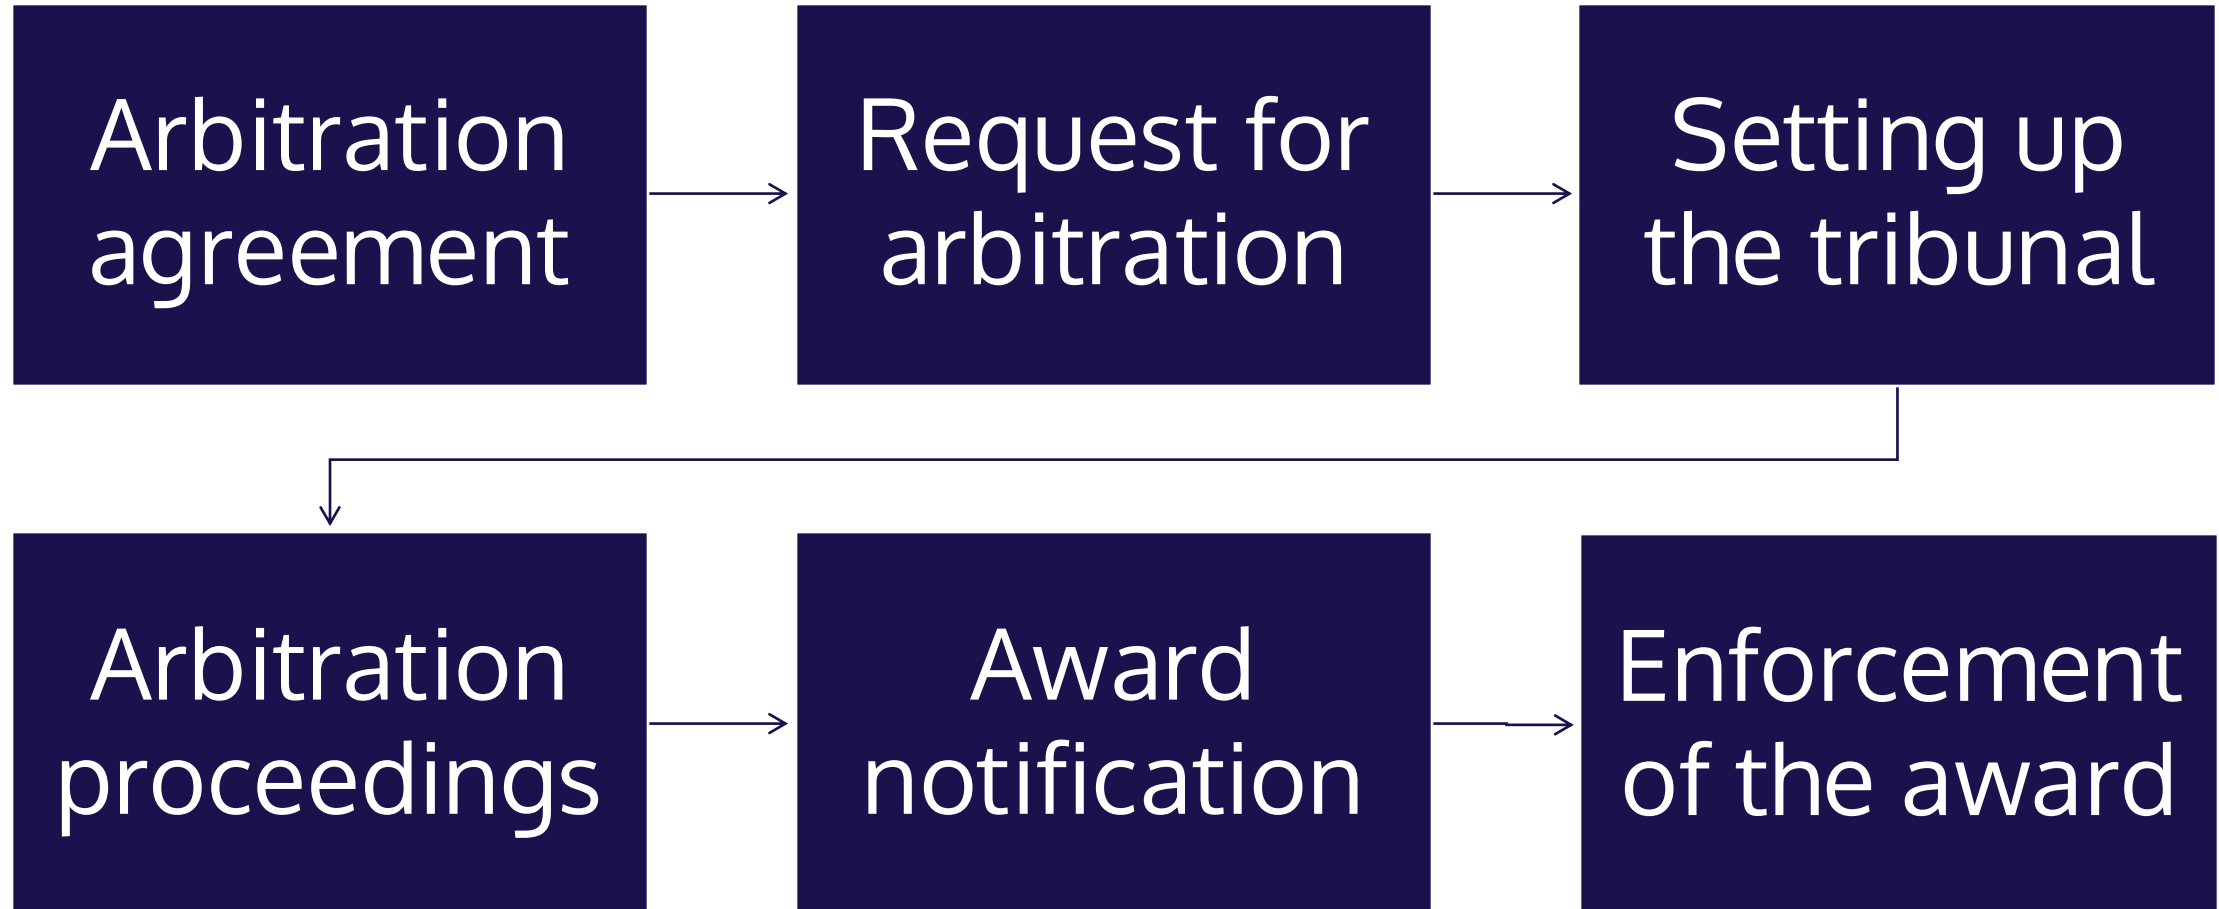 Arbitration
agreement
Request for
arbitration
Setting up
the tribunal
Arbitration
proceedings
Award
notification
Enforcement
of the award